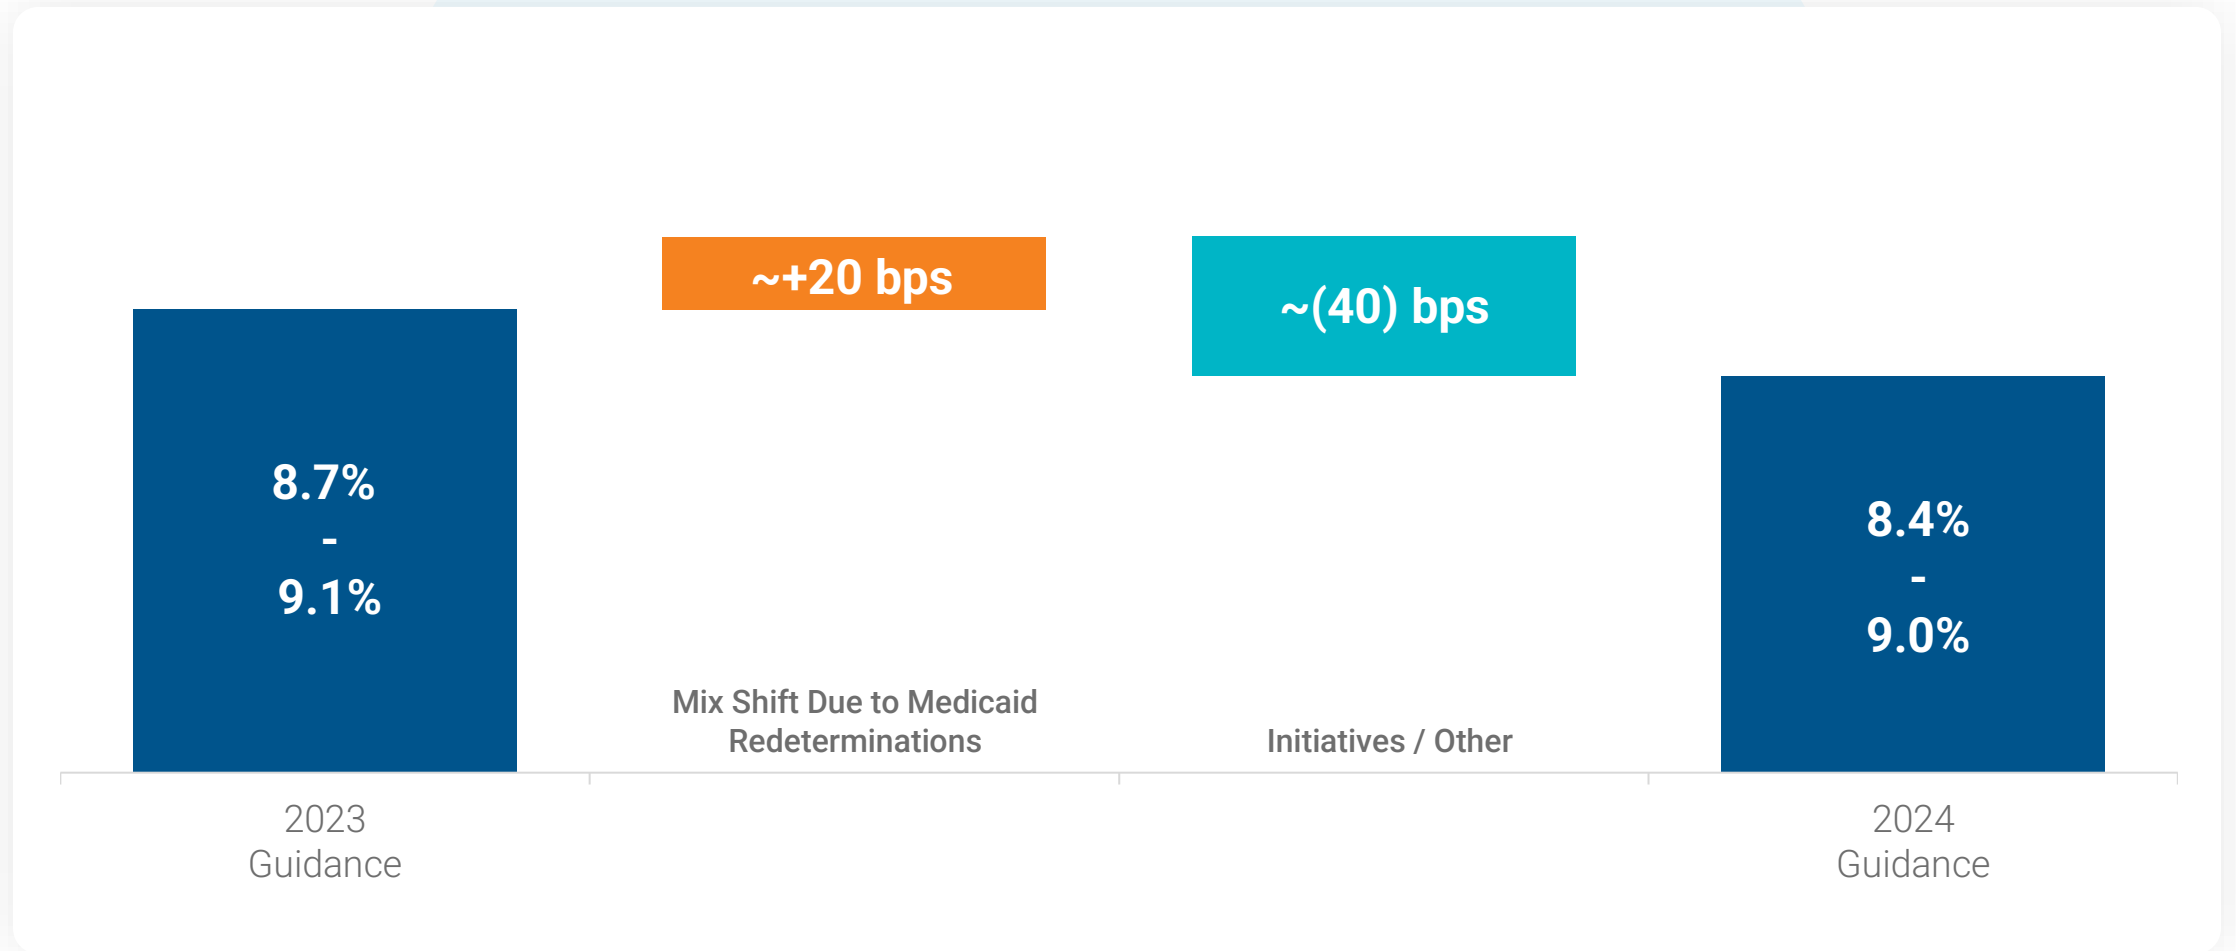 8.7%
-
9.1%
2023
Guidance
~+20 bps
Mix Shift Due to Medicaid
Redeterminations
~(40) bps
Initiatives / Other
8.4%
-
9.0%
2024
Guidance